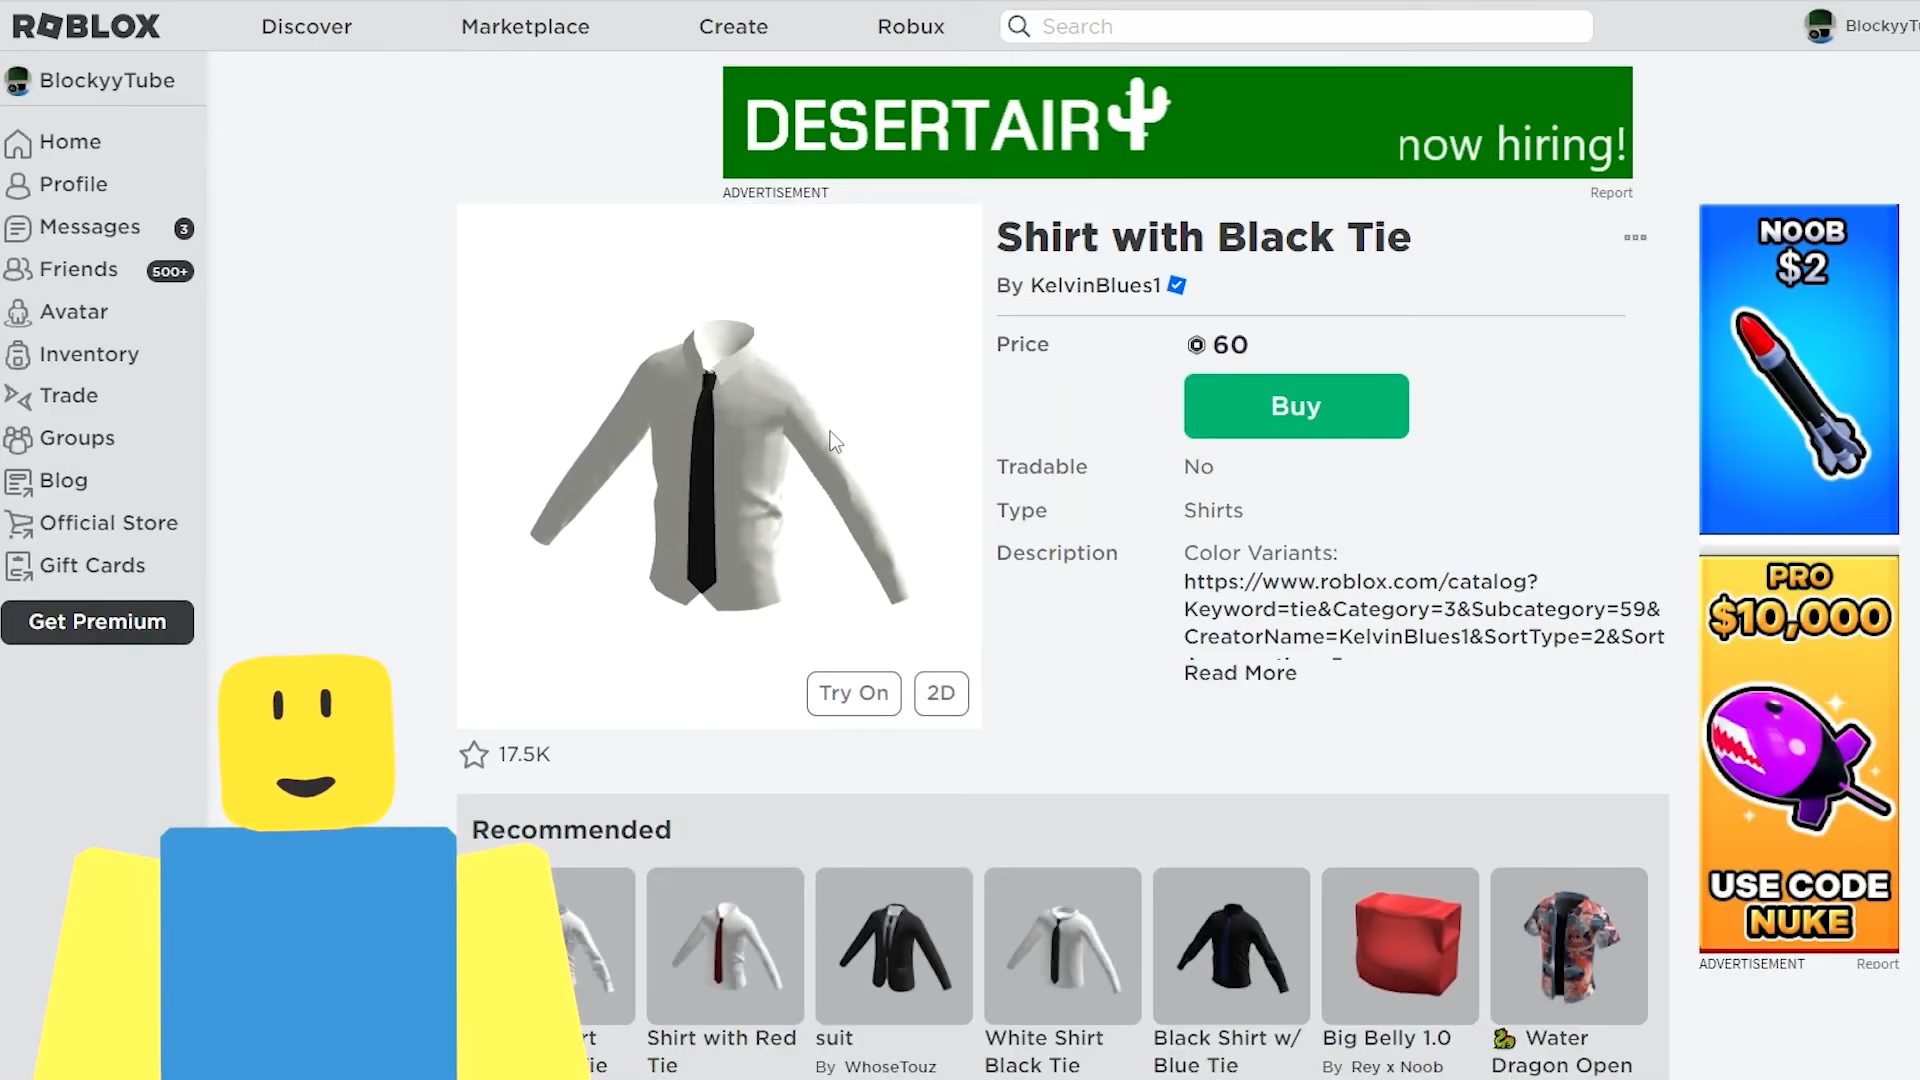 ROBLOX
Discover
Marketplace
Create
Robux
Search
BlockyyTu
BlockyyTube
Home
Profile
Messages
3
Friends
500+
Avatar
Inventory
Trade
Groups
Blog
Official Store
Gift Cards
Get Premium
DESERTAIR
now hiring!
ADVERTISEMENT
Report
Shirt with Black Tie
By KelvinBlues1
Price
60
Buy
Tradable
No
Type
Shirts
Description
Color Variants:
https://www.roblox.com/catalog?
Keyword=tie&Category=3&Subcategory=59&
CreatorName=KelvinBlues1&SortType=2&Sort
Read More
Try On
2D
17.5K
NOOB
$2
PRO
$10,000
USE CODE
NUKE
ADVERTISEMENT
Report
Recommended
Shirt with Red
Tie
suit
By WhoseTouz
White Shirt
Black Tie
Black Shirt w/
Blue Tie
Big Belly 1.0
By Rey x Noob
Water
Dragon Open